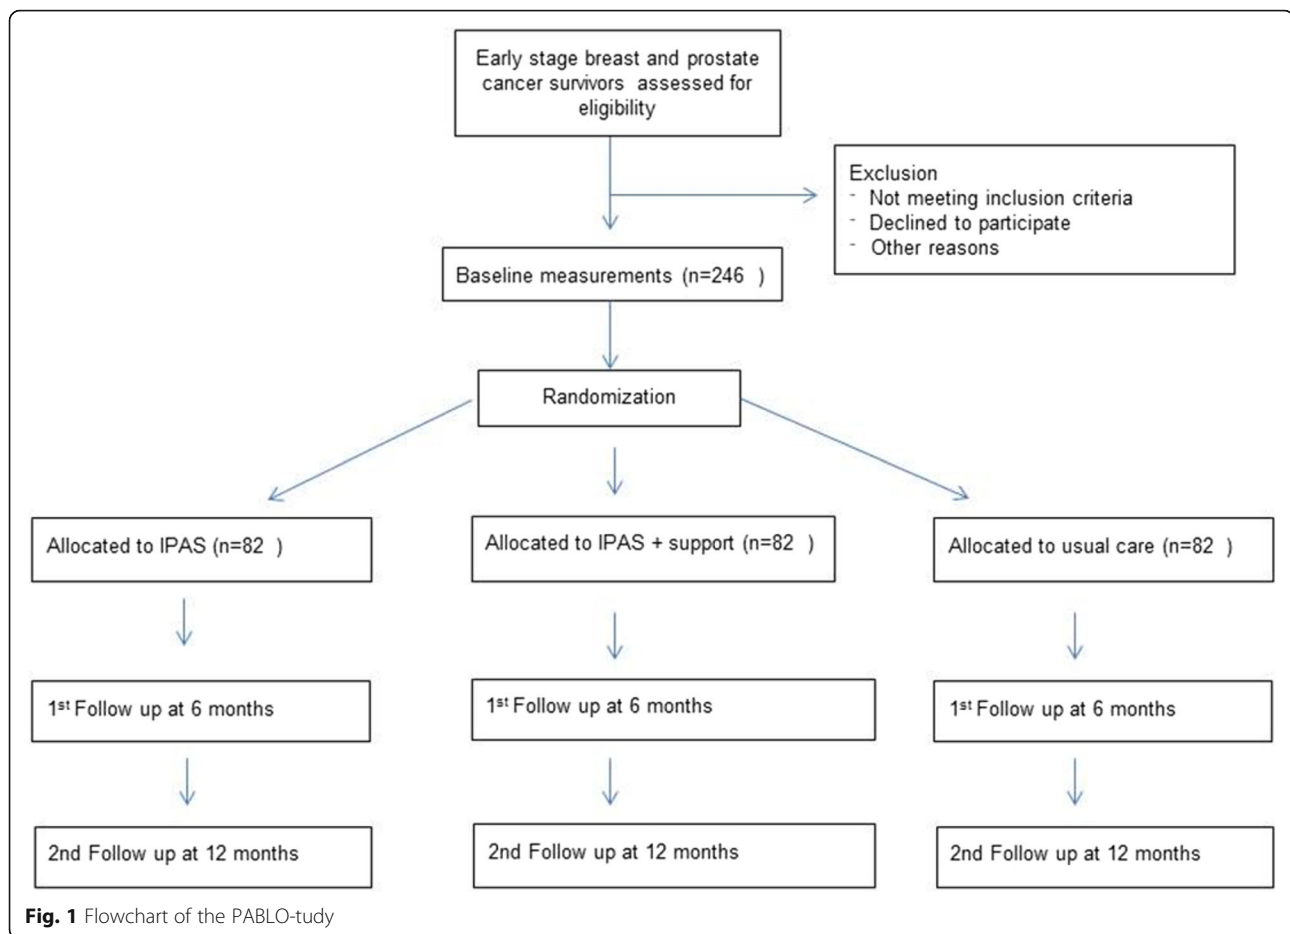 Early stage breast and prostate
cancer survivors assessed for
eligibility
Exclusion
- Not meeting inclusion criteria
- Declined to participate
- Other reasons
Baseline measurements (n=246 )
Randomization
Allocated to IPAS (n=82 )
Allocated to IPAS + support (n=82 )
Allocated to usual care (n=82 )
1st Follow up at 6 months
1st Follow up at 6 months
1st Follow up at 6 months
2nd Follow up at 12 months
2nd Follow up at 12 months
2nd Follow up at 12 months
Fig. 1 Flowchart of the PABLO-tudy